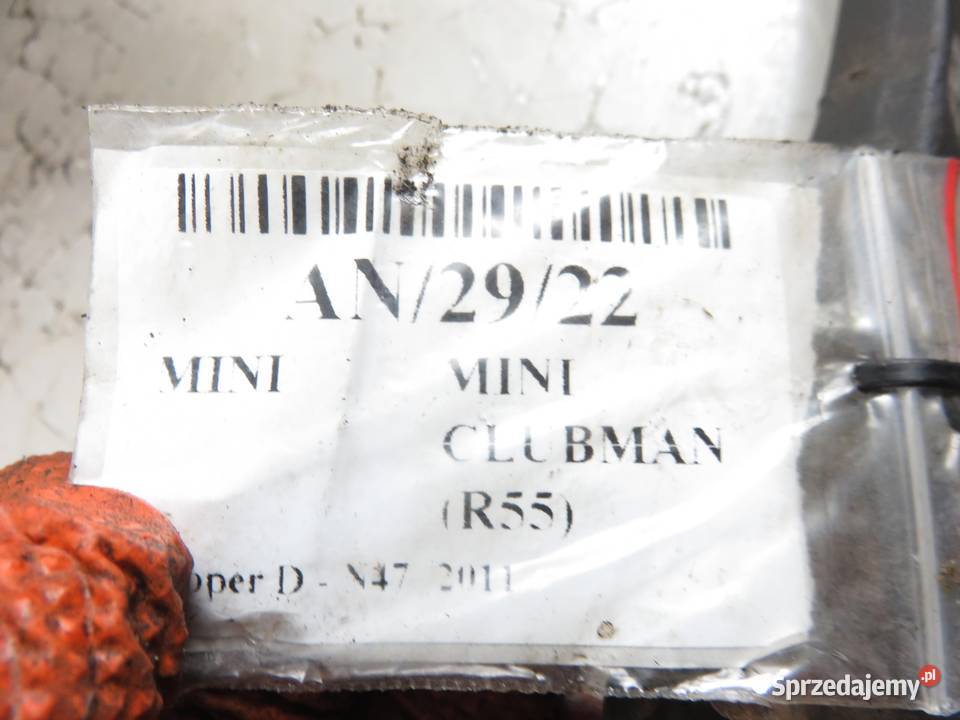 AN/29/22
MINI MINI
CLUBMAN
(R55)
oper D - N47 2011
Sprzedajemy.pl